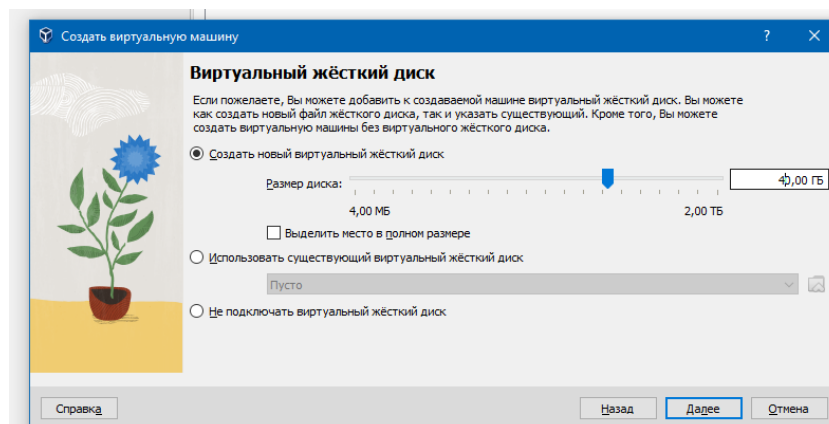 Создать виртуальную машину
Виртуальный жёсткий диск
Если пожелаете, Вы можете добавить к создаваемой машине виртуальный жёсткий диск. Вы можете
как создать новый файл жёсткого диска, так и указать существующий. Кроме того, Вы можете
создать виртуальную машины без виртуального жёсткого диска.
Создать новый виртуальный жёсткий диск
Размер диска: 40,00 ГБ
4,00 МБ 2,00 ТБ
Выделить место в полном размере
Использовать существующий виртуальный жёсткий диск
Пусто
Не подключать виртуальный жёсткий диск
Справка Назад Далее Отмена